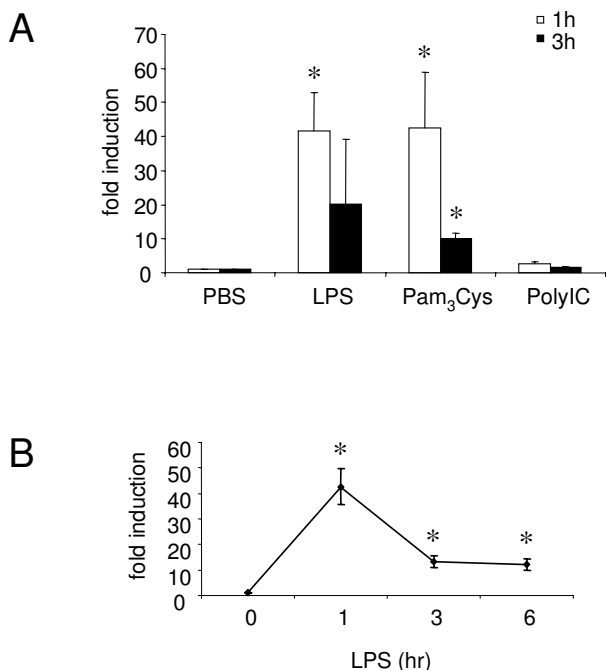 A
1h
3h
fold induction
70
60
50
40
30
20
10
0
*
*
*
PBS
LPS
Pam₃Cys
PolyIC
B
fold induction
60
50
40
30
20
10
0
*
*
*
0
1
3
6
LPS (hr)